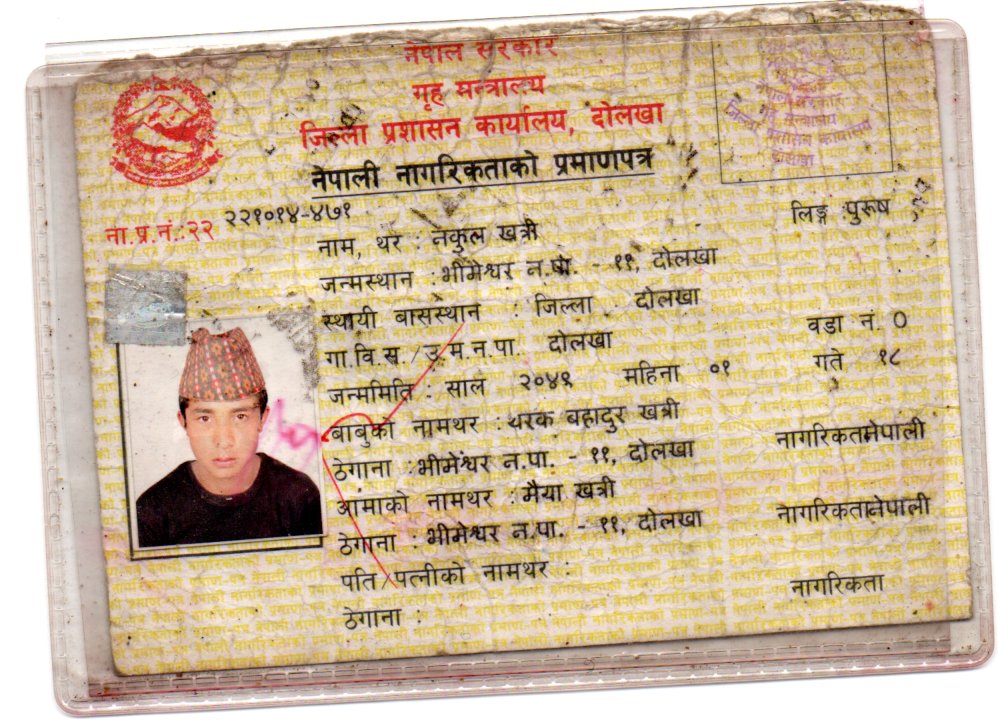 नेपाल सरकार
गृह मन्त्रालय
जिल्ला प्रशासन कार्यालय, दोलखा
नेपाली नागरिकताको प्रमाणपत्र
नेपाल सरकार
गृह मन्त्रालय
जिल्ला प्रशासन कार्यालय
दोलखा
ना.प्र.नं.:२२ २२१०१४-४७१
लिङ्ग पुरूष
नाम, थर : नकुल खत्री
जन्मस्थान : भीमेश्वर न.पा. - ११, दोलखा
स्थायी बासस्थान : जिल्ला दोलखा
गा.वि.स./उ.म.न.पा. दोलखा वडा नं. 0
जन्ममिति : साल २०४९ महिना ०१ गते १८
बाबुको नामथर : थरक बहादुर खत्री
ठेगाना : भीमेश्वर न.पा. - ११, दोलखा नागरिकतानेपाली
आमाको नामथर : मैया खत्री
ठेगाना : भीमेश्वर न.पा. - ११, दोलखा नागरिकतानेपाली
पति/पत्नीको नामथर :
ठेगाना : नागरिकता